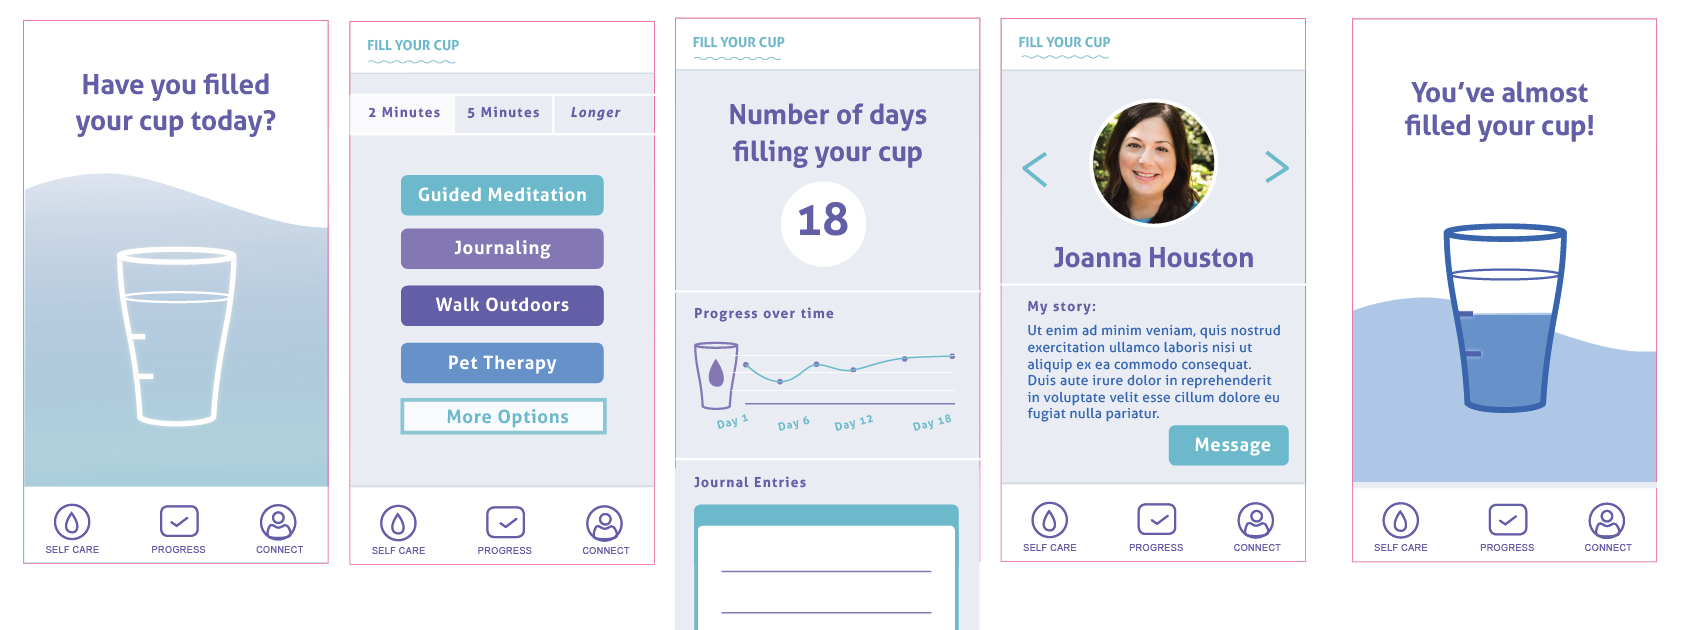 Have you filled
your cup today?
SELF CARE
PROGRESS
CONNECT
FILL YOUR CUP
2 Minutes
5 Minutes
Longer
Guided Meditation
Journaling
Walk Outdoors
Pet Therapy
More Options
SELF CARE
PROGRESS
CONNECT
FILL YOUR CUP
Number of days
filling your cup
18
Progress over time
Day 1
Day 6
Day 12
Day 18
Journal Entries
FILL YOUR CUP
Joanna Houston
My story:
Ut enim ad minim veniam, quis nostrud
exercitation ullamco laboris nisi ut
aliquip ex ea commodo consequat.
Duis aute irure dolor in reprehenderit
in voluptate velit esse cillum dolore eu
fugiat nulla pariatur.
Message
SELF CARE
PROGRESS
CONNECT
You’ve almost
filled your cup!
SELF CARE
PROGRESS
CONNECT